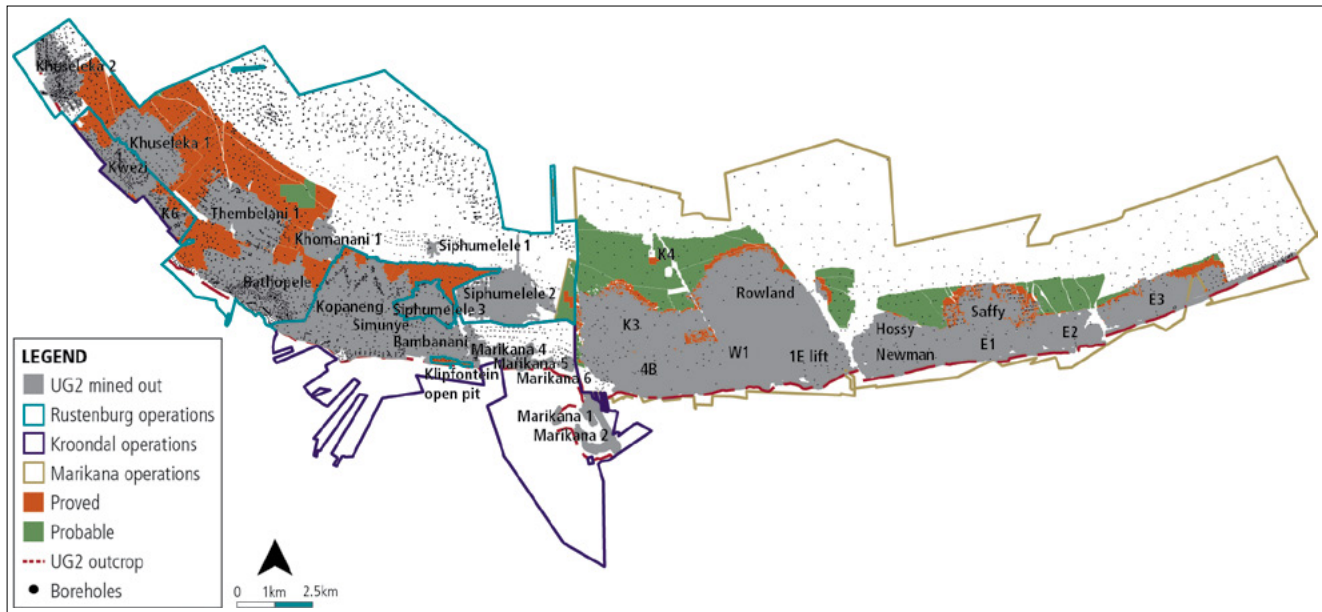 Khuseleka 2
Khuseleka 1
Kwezi
K6
Thembelani 1
Khomanani 1
Bathopele
Siphumelele 1
Siphumelele 2
Kopaneng
Siphumelele 3
Simunye
Bambanani
Marikana 4
Marikana 5
Klipfontein
open pit
Marikana 6
Marikana 1
Marikana 2
K4
K3
Rowland
4B
W1
1E lift
Hossy
Newman
Saffy
E1
E2
E3
LEGEND
UG2 mined out
Rustenburg operations
Kroondal operations
Marikana operations
Proved
Probable
UG2 outcrop
Boreholes
0 1km 2.5km